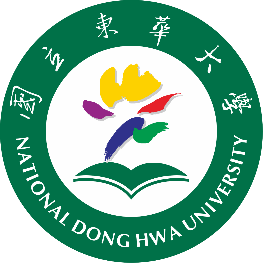 國立東華大學
NATIONAL DONG HWA UNIVERSITY